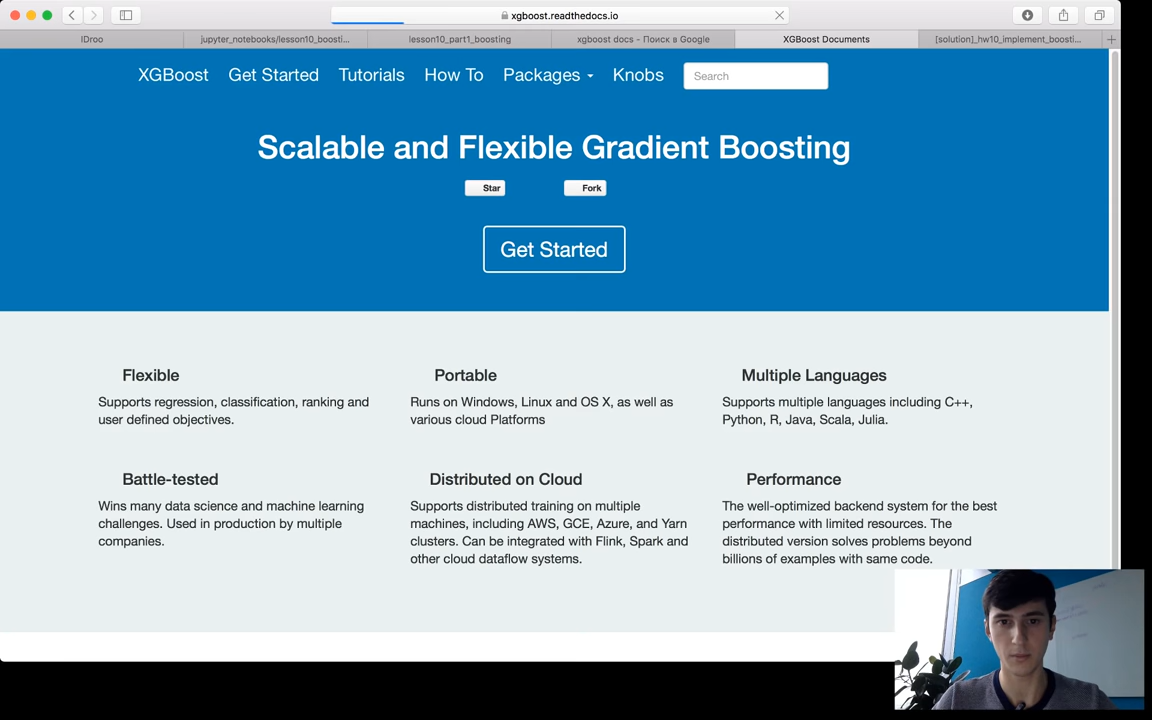 xgboost.readthedocs.io
IDroo
jupyter_notebooks/lesson10_boosti...
lesson10_part1_boosting
xgboost docs - Поиск в Google
XGBoost Documents
[solution]_hw10_implement_boosti...
XGBoost Get Started Tutorials How To Packages Knobs Search
Scalable and Flexible Gradient Boosting
Star Fork
Get Started
Flexible
Supports regression, classification, ranking and
user defined objectives.
Portable
Runs on Windows, Linux and OS X, as well as
various cloud Platforms
Multiple Languages
Supports multiple languages including C++,
Python, R, Java, Scala, Julia.
Battle-tested
Wins many data science and machine learning
challenges. Used in production by multiple
companies.
Distributed on Cloud
Supports distributed training on multiple
machines, including AWS, GCE, Azure, and Yarn
clusters. Can be integrated with Flink, Spark and
other cloud dataflow systems.
Performance
The well-optimized backend system for the best
performance with limited resources. The
distributed version solves problems beyond
billions of examples with same code.